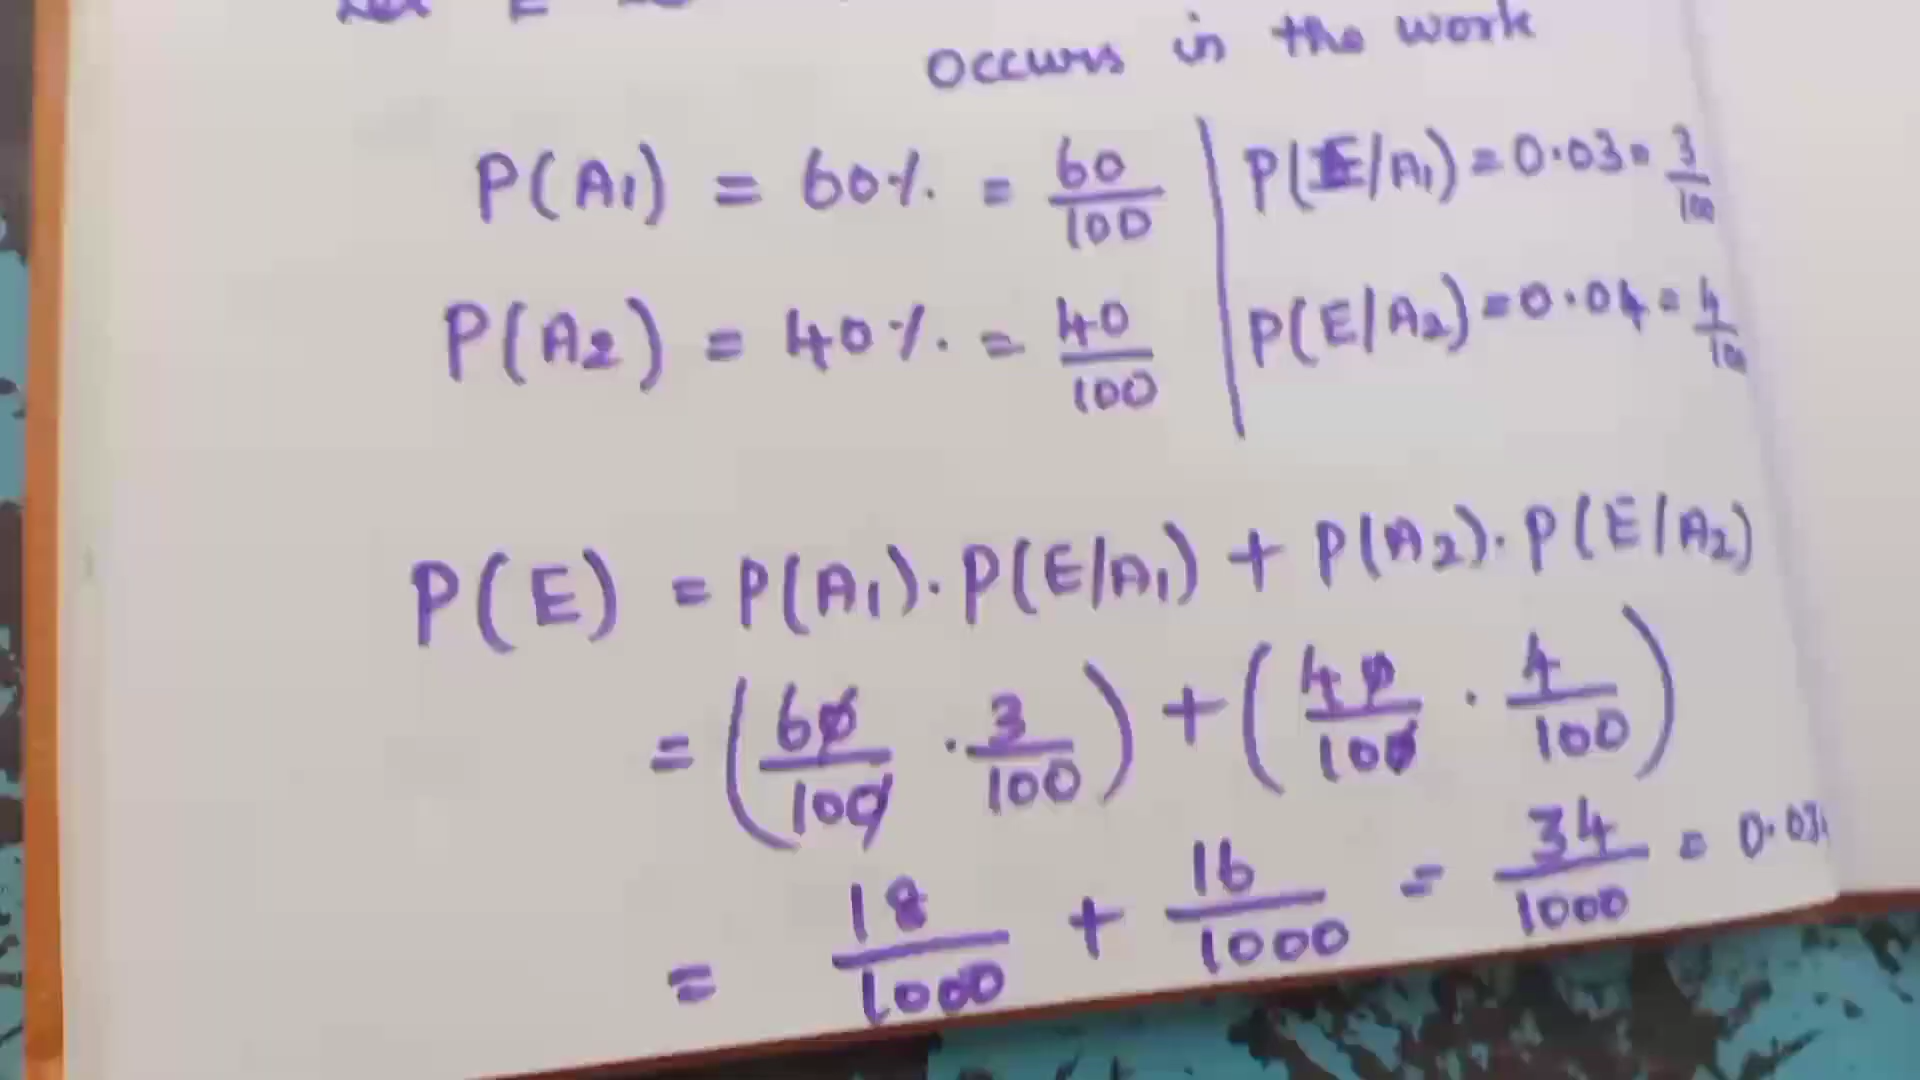 E
occurs in the work
P(A1) = 60% = 60/100 | P(E/A1) = 0.03 = 3/100
P(A2) = 40% = 40/100 | P(E/A2) = 0.04 = 4/100
P(E) = P(A1). P(E/A1) + P(A2). P(E/A2)
= (60/100 . 3/100) + (40/100 . 4/100)
= 18/1000 + 16/1000 = 34/1000 = 0.03